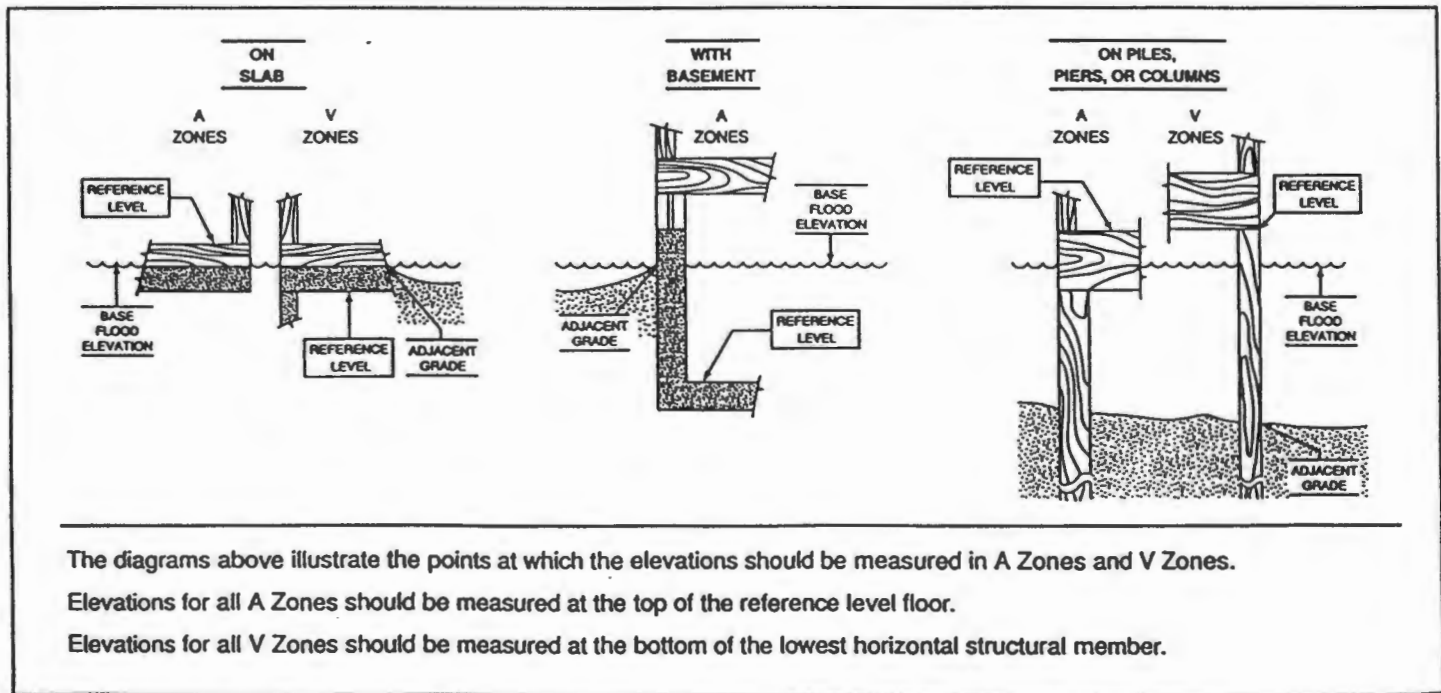 ON
SLAB
A
ZONES
V
ZONES
REFERENCE
LEVEL
BASE
FLOOD
ELEVATION
REFERENCE
LEVEL
ADJACENT
GRADE
WITH
BASEMENT
A
ZONES
BASE
FLOOD
ELEVATION
ADJACENT
GRADE
REFERENCE
LEVEL
ON PILES,
PIERS, OR COLUMNS
A
ZONES
V
ZONES
REFERENCE
LEVEL
REFERENCE
LEVEL
BASE
FLOOD
ELEVATION
ADJACENT
GRADE
The diagrams above illustrate the points at which the elevations should be measured in A Zones and V Zones.
Elevations for all A Zones should be measured at the top of the reference level floor.
Elevations for all V Zones should be measured at the bottom of the lowest horizontal structural member.